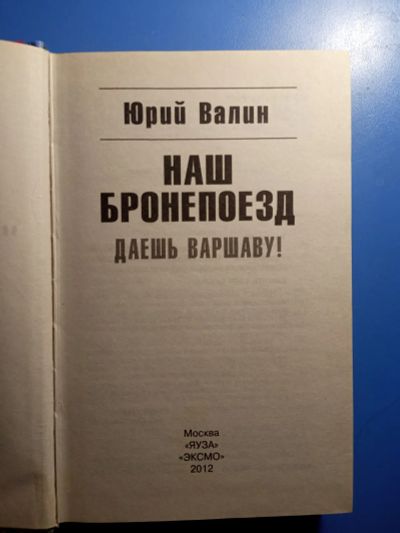 Юрий Валин
НАШ
БРОНЕПОЕЗД
ДАЕШЬ ВАРШАВУ!
Москва
«ЯУЗА»
«ЭКСМО»
2012